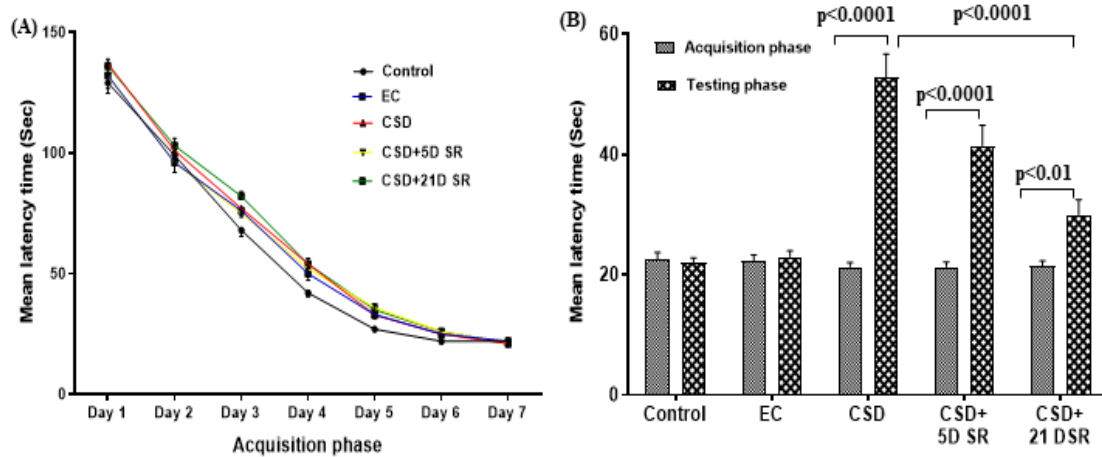 (A)
Mean latency time (Sec)
150
100
50
0
Control
EC
CSD
CSD+5D SR
CSD+21D SR
Day 1 Day 2 Day 3 Day 4 Day 5 Day 6 Day 7
Acquisition phase
(B)
Mean latency time (Sec)
60
40
20
0
Acquisition phase
Testing phase
p<0.0001
p<0.0001
p<0.0001
p<0.01
Control EC CSD CSD+ CSD+
5D SR 21 DSR